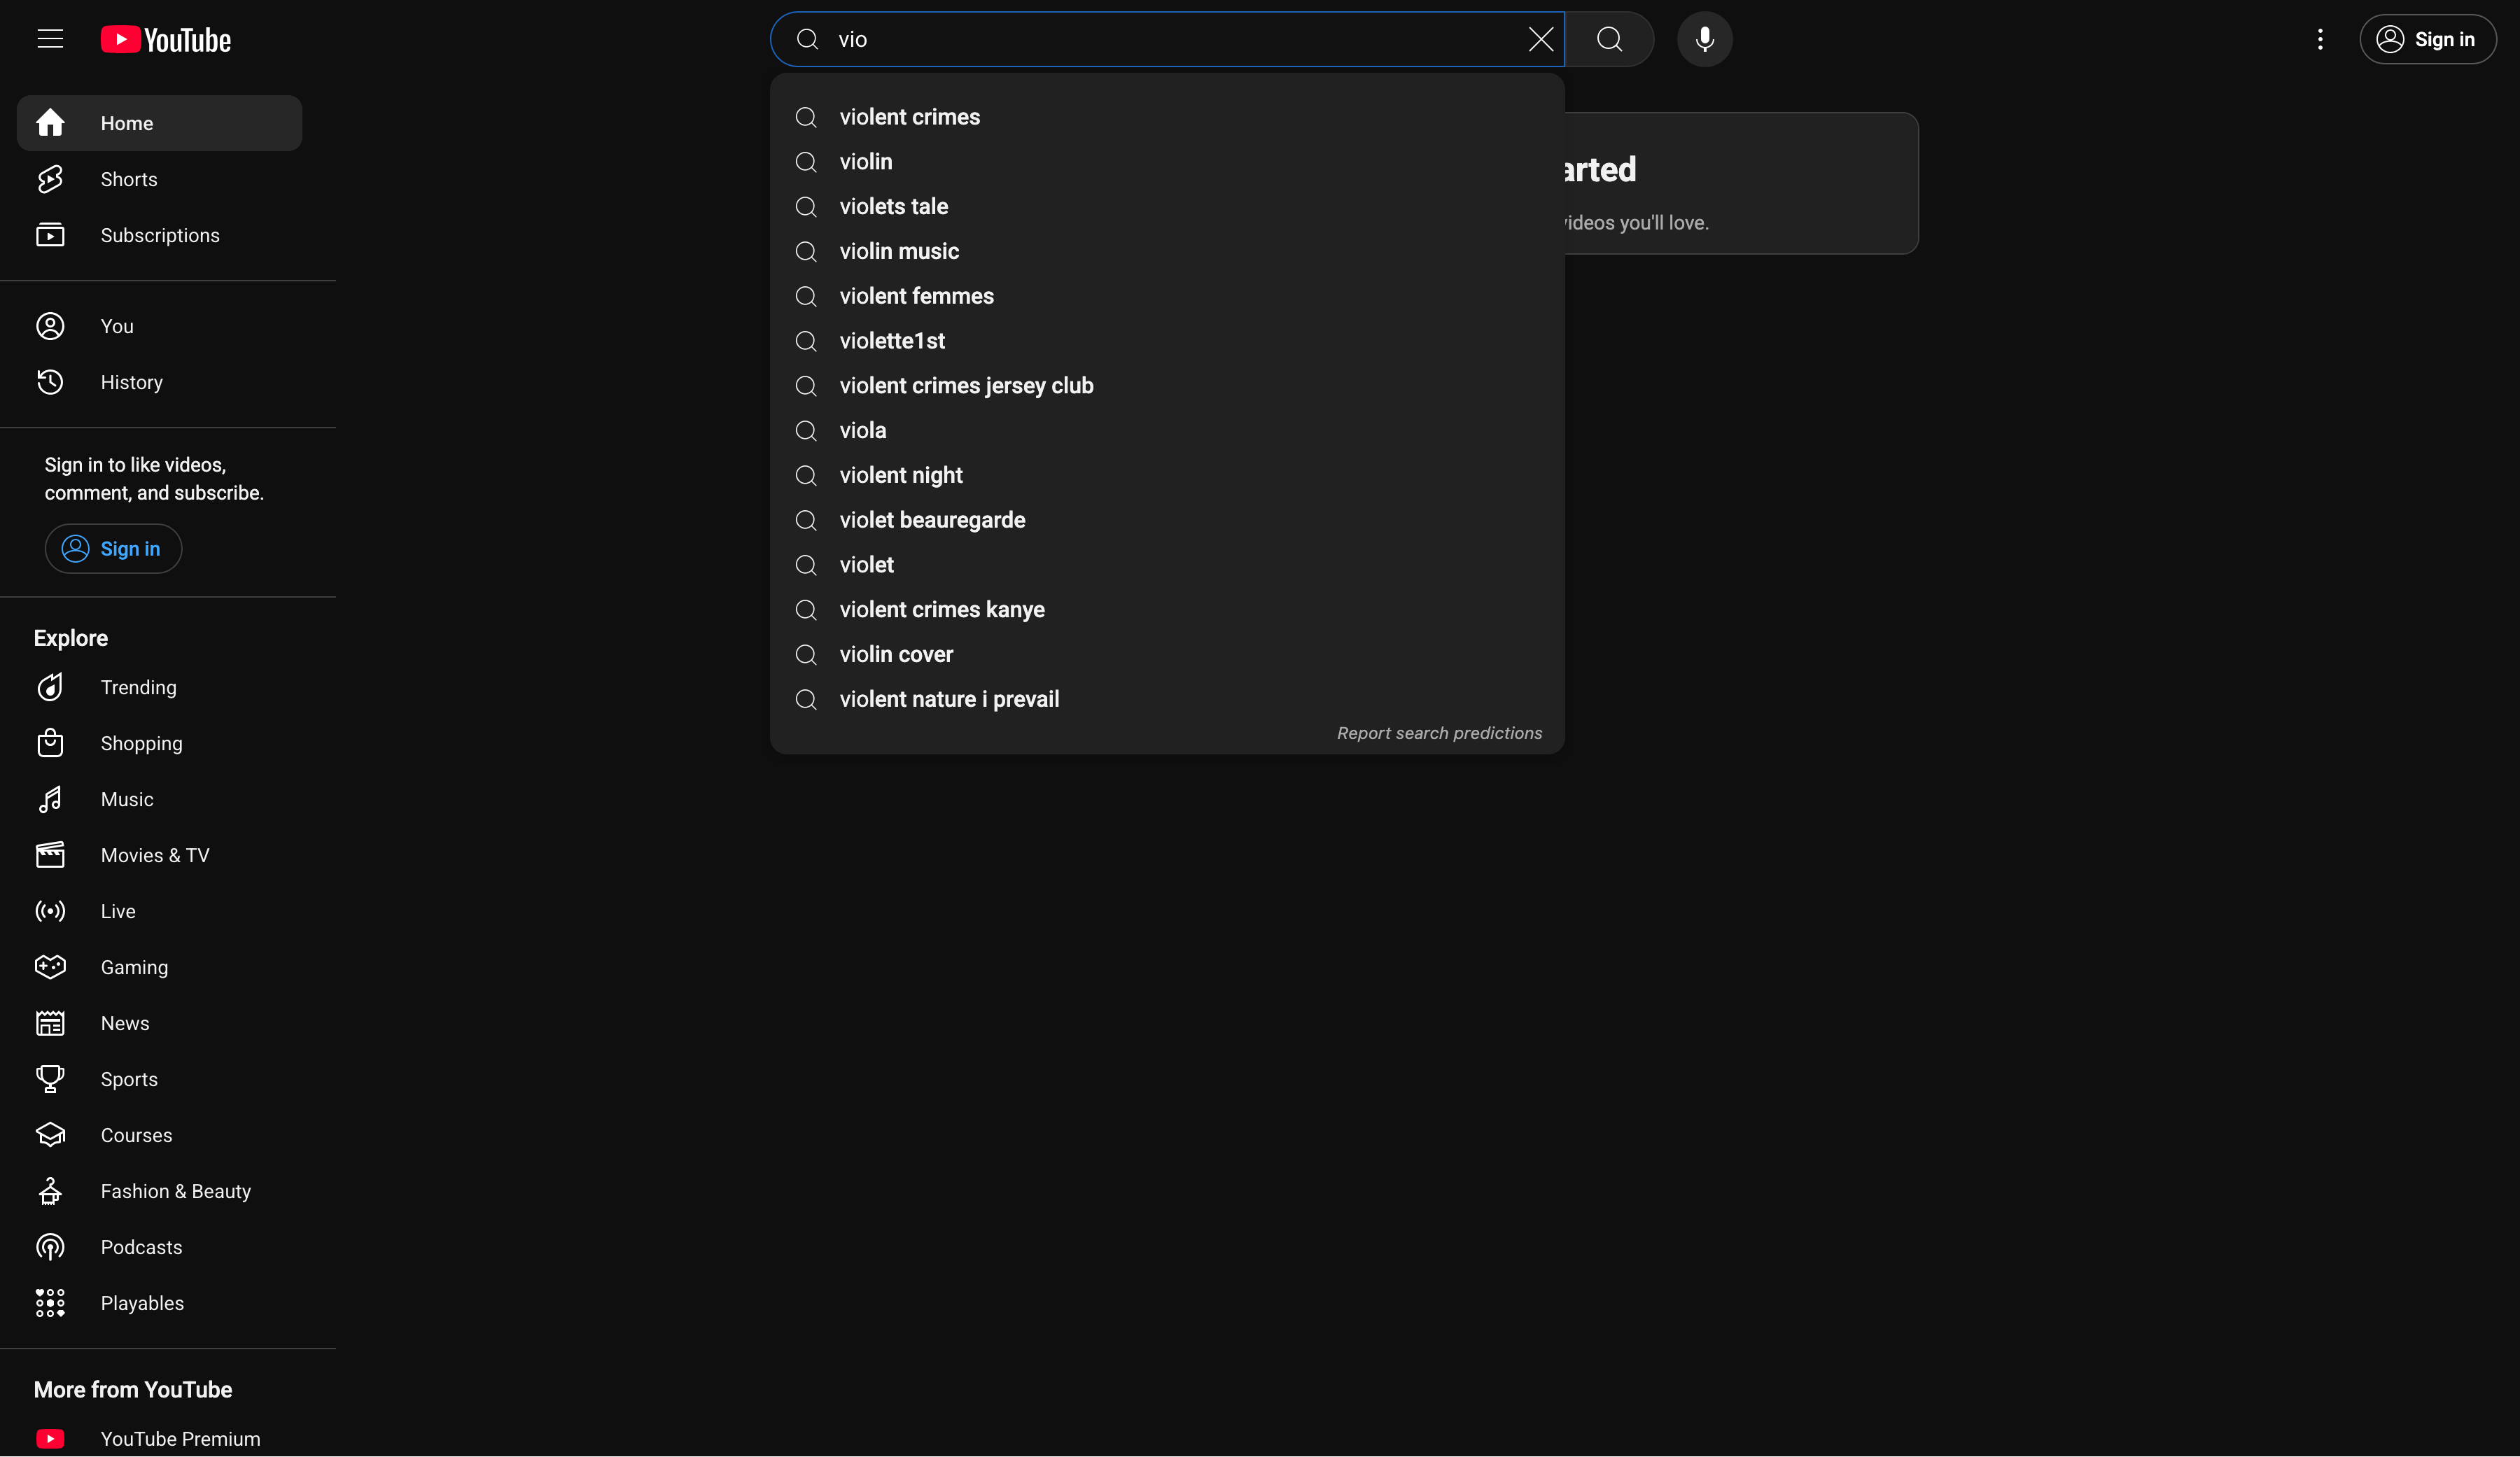 YouTube
vio
Sign in
Home
Shorts
Subscriptions
You
History
Sign in to like videos,
comment, and subscribe.
Sign in
Explore
Trending
Shopping
Music
Movies & TV
Live
Gaming
News
Sports
Courses
Fashion & Beauty
Podcasts
Playables
More from YouTube
YouTube Premium
violent crimes
violin
violets tale
violin music
violent femmes
violette1st
violent crimes jersey club
viola
violent night
violet beauregarde
violet
violent crimes kanye
violin cover
violent nature i prevail
Report search predictions
arted
videos you'll love.